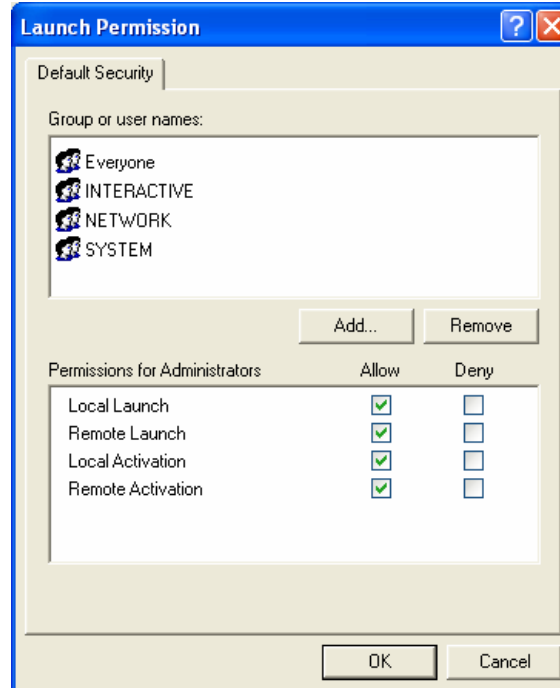 Launch Permission
Default Security
Group or user names:
Everyone
INTERACTIVE
NETWORK
SYSTEM
Add... Remove
Permissions for Administrators Allow Deny
Local Launch
Remote Launch
Local Activation
Remote Activation
OK Cancel